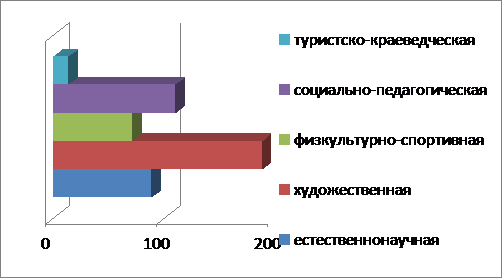 туристско-краеведческая
социально-педагогическая
физкультурно-спортивная
художественная
естественнонаучная
0 100 200